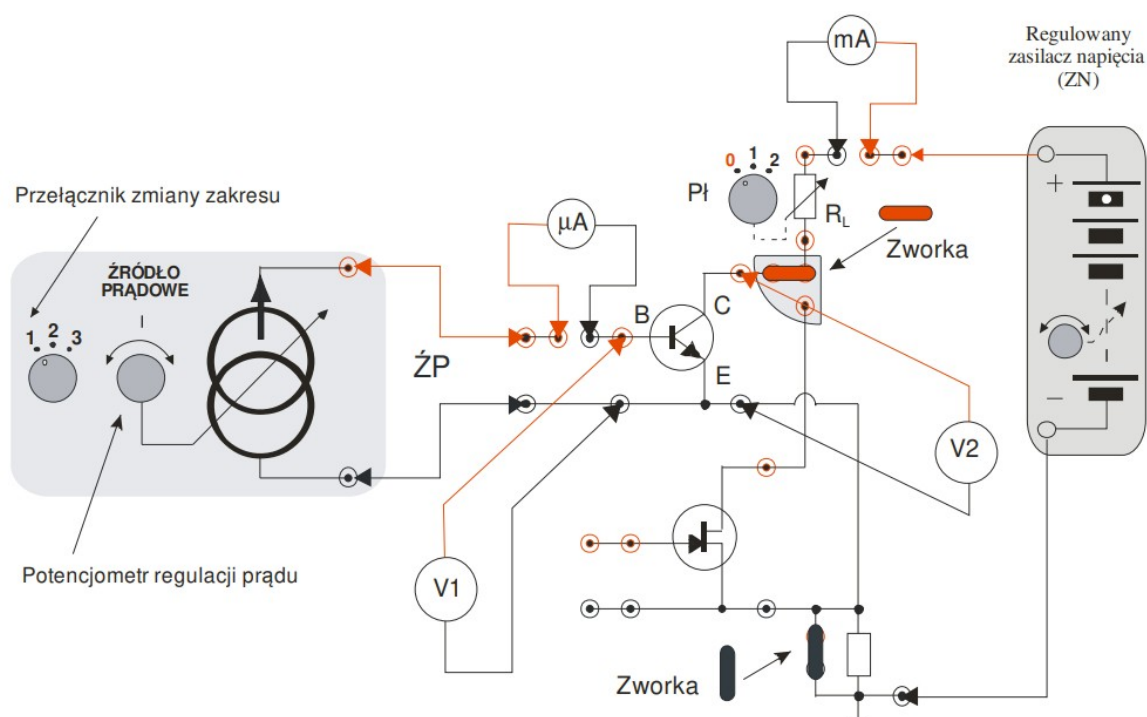 mA
Regulowany
zasilacz napięcia
(ZN)
0 1 2
Pł
R_L
+
Przełącznik zmiany zakresu
µA
Zworka
ŹRÓDŁO
PRĄDOWE
I
1 2 3
B
C
ŹP
E
−
V2
Potencjometr regulacji prądu
V1
Zworka